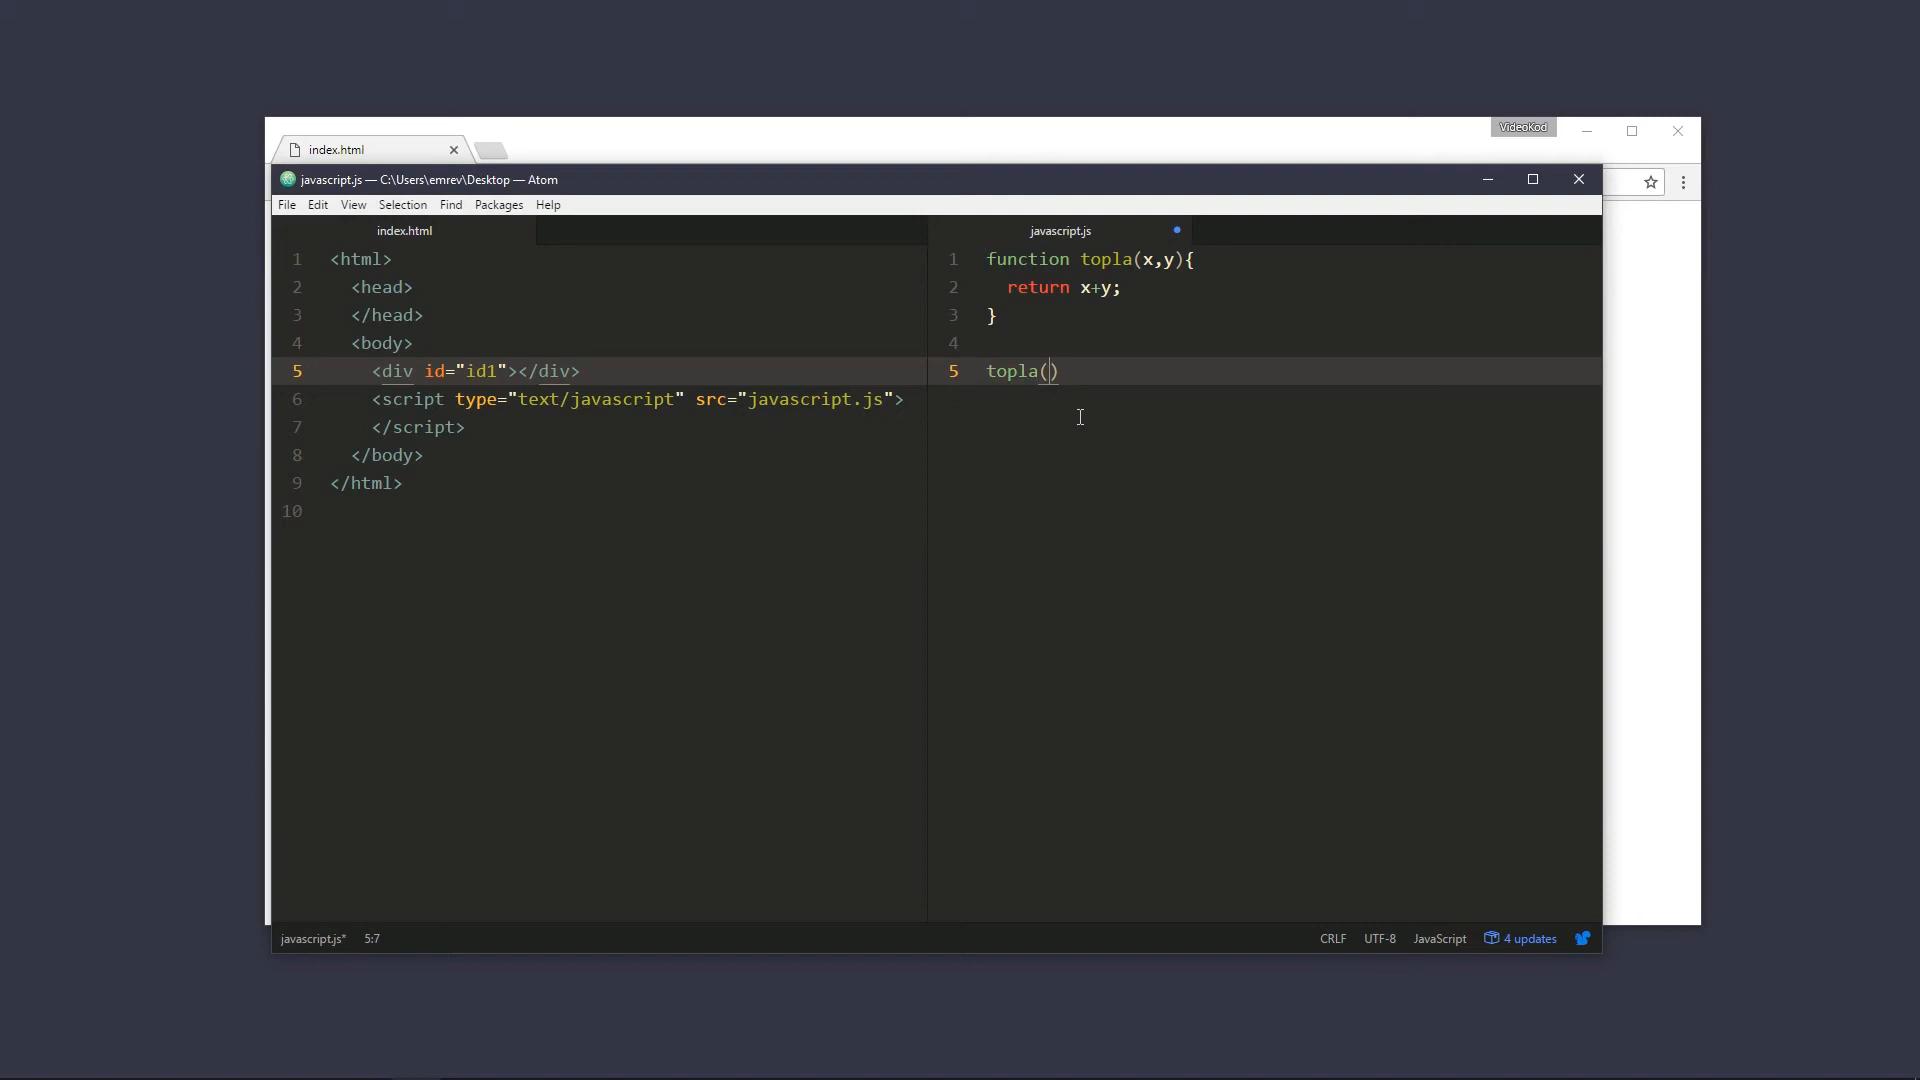 VideoKod
index.html
javascript.js — C:\Users\emrev\Desktop — Atom
File Edit View Selection Find Packages Help
index.html
1 <html>
2 <head>
3 </head>
4 <body>
5 <div id="id1"></div>
6 <script type="text/javascript" src="javascript.js">
7 </script>
8 </body>
9 </html>
10
javascript.js
1 function topla(x,y){
2 return x+y;
3 }
4
5 topla()
javascript.js* 5:7 CRLF UTF-8 JavaScript 4 updates